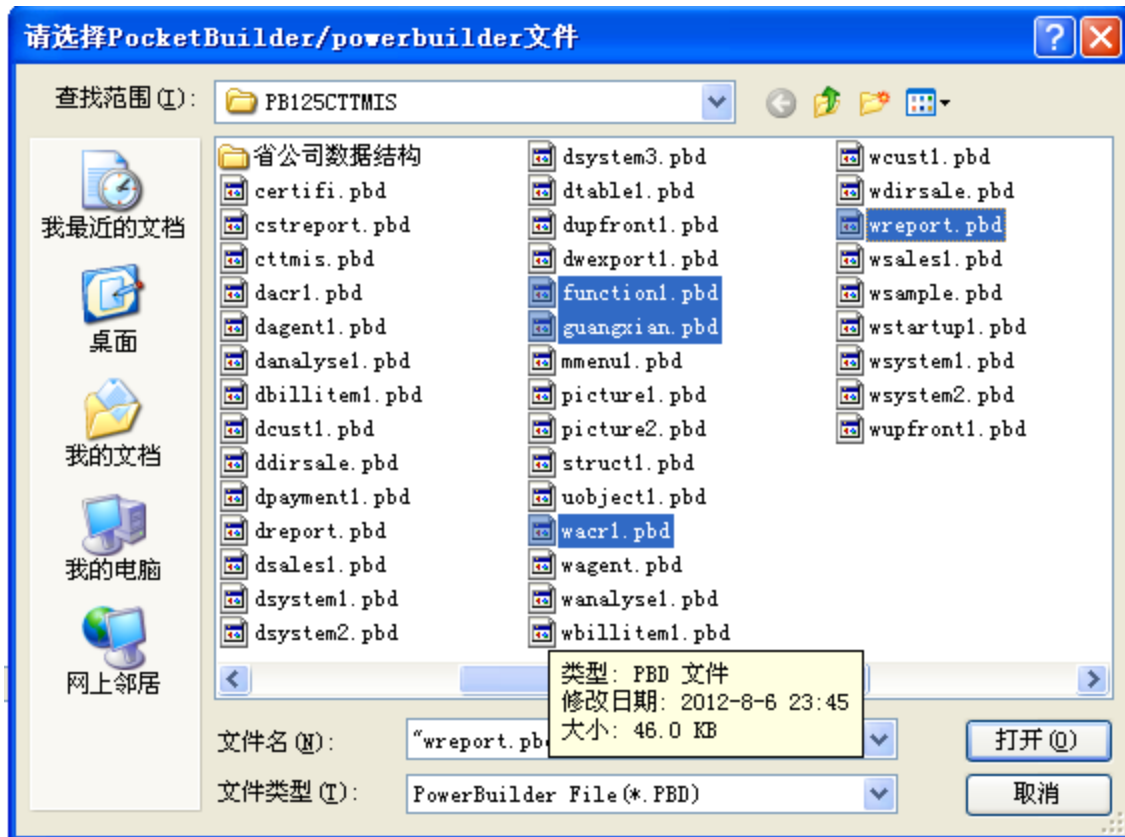 请选择PocketBuilder/powerbuilder文件
查找范围(I):
PB125CTTMIS
我最近的文档
桌面
我的文档
我的电脑
网上邻居
省公司数据结构
certifi.pbd
cstreport.pbd
cttmis.pbd
dacr1.pbd
dagent1.pbd
danalyse1.pbd
dbillitem1.pbd
dcust1.pbd
ddirsale.pbd
dpayment1.pbd
dreport.pbd
dsales1.pbd
dsystem1.pbd
dsystem2.pbd
dsystem3.pbd
dtable1.pbd
dupfront1.pbd
dwexport1.pbd
function1.pbd
guangxian.pbd
mmenu1.pbd
picture1.pbd
picture2.pbd
struct1.pbd
uobject1.pbd
wacr1.pbd
wagent.pbd
wanalyse1.pbd
wbillitem1.pbd
wcust1.pbd
wdirsale.pbd
wreport.pbd
wsales1.pbd
wsample.pbd
wstartup1.pbd
wsystem1.pbd
wsystem2.pbd
wupfront1.pbd
类型: PBD 文件
修改日期: 2012-8-6 23:45
大小: 46.0 KB
文件名(N):
"wreport.pb
打开(O)
文件类型(T):
PowerBuilder File(*.PBD)
取消